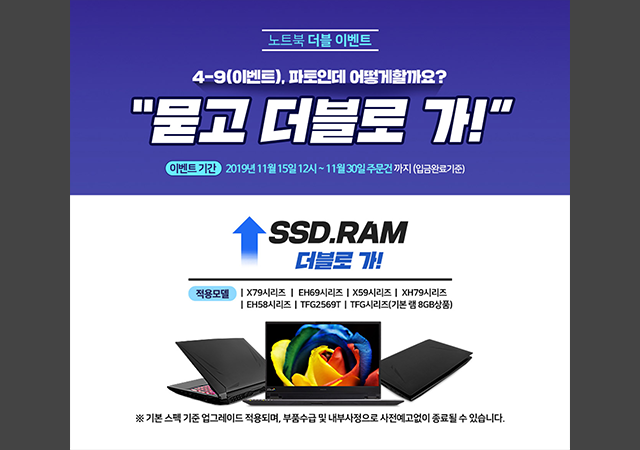 노트북 더블 이벤트
4-9(이벤트), 파토인데 어떻게할까요?
"묻고 더블로 가!"
이벤트 기간 2019년 11월 15일 12시 ~ 11월 30일 주문건 까지 (입금완료기준)
SSD.RAM
더블로 가!
적용모델 | X79시리즈 | EH69시리즈 | X59시리즈 | XH79시리즈
| EH58시리즈 | TFG2569T | TFG시리즈(기본 램 8GB상품)
※ 기본 스펙 기준 업그레이드 적용되며, 부품수급 및 내부사정으로 사전예고없이 종료될 수 있습니다.